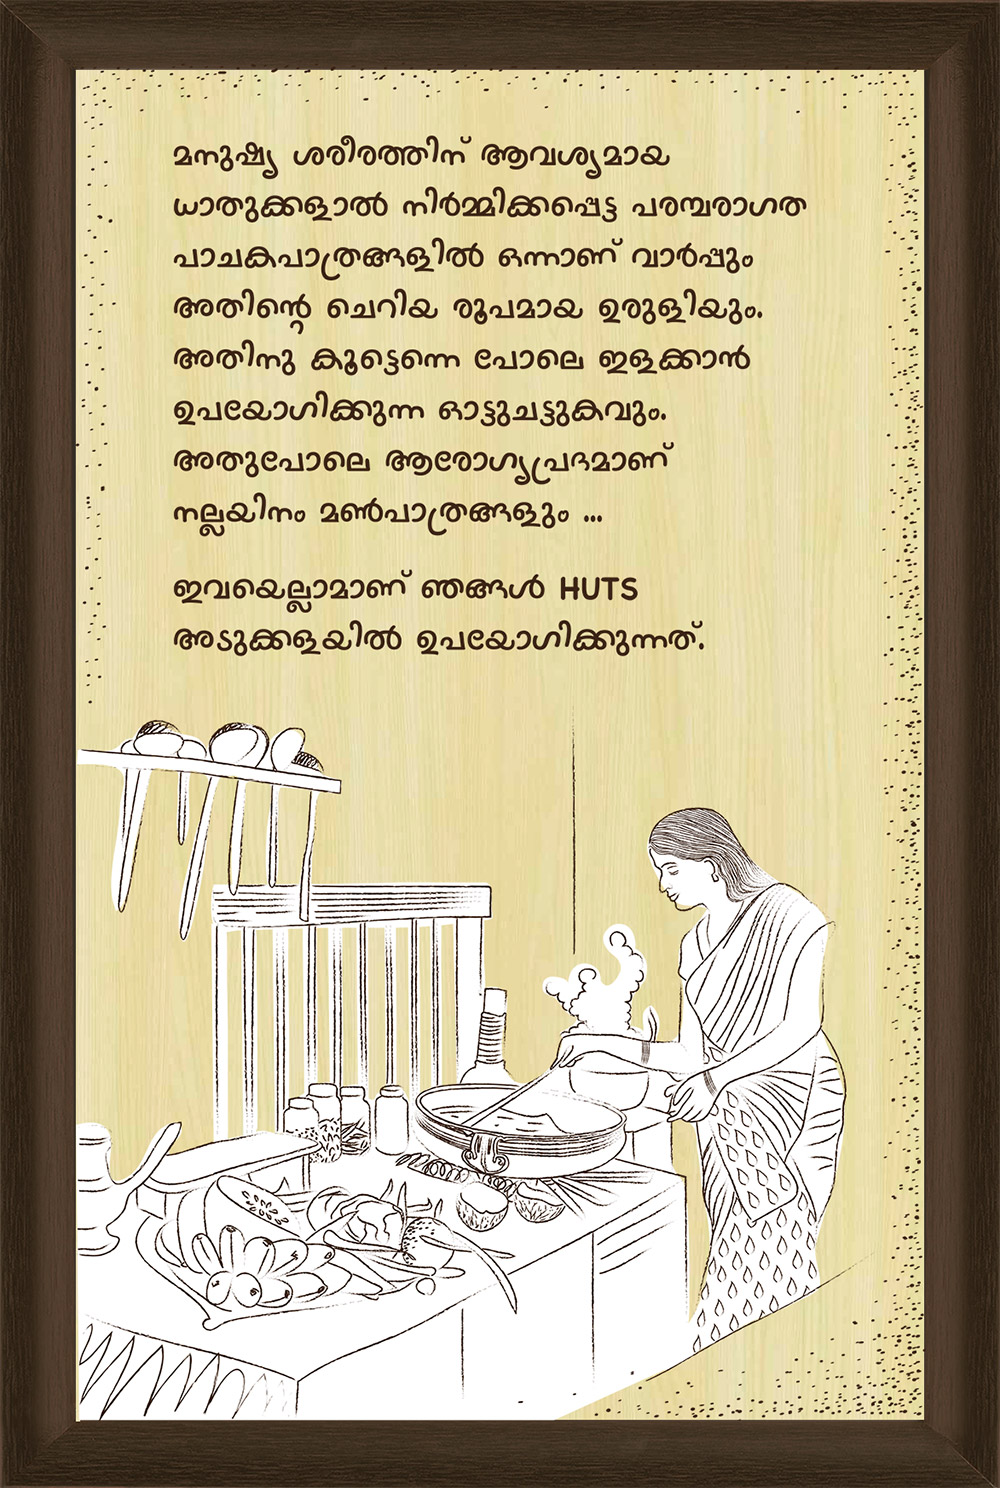 മനുഷ്യ ശരീരത്തിന് ആവശ്യമായ
ധാതുക്കളാൽ നിർമ്മിക്കപ്പെട്ട പരമ്പരാഗത
പാചകപാത്രങ്ങളിൽ ഒന്നാണ് വാർപ്പും
അതിന്റെ ചെറിയ രൂപമായ ഉരുളിയും.
അതിനു കൂട്ടെന്നെ പോലെ ഇളക്കാൻ
ഉപയോഗിക്കുന്ന ഓട്ടുചട്ടുകവും.
അതുപോലെ ആരോഗ്യപ്രദമാണ്
നല്ലയിനം മൺപാത്രങ്ങളും ...
ഇവയെല്ലാമാണ് ഞങ്ങൾ HUTS
അടുക്കളയിൽ ഉപയോഗിക്കുന്നത്.